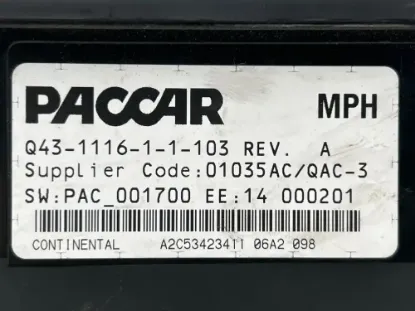 PACCAR MPH
Q43-1116-1-1-103 REV. A
Supplier Code:01035AC/QAC-3
SW:PAC_001700 EE:14 000201
CONTINENTAL A2C53423411 06A2 098